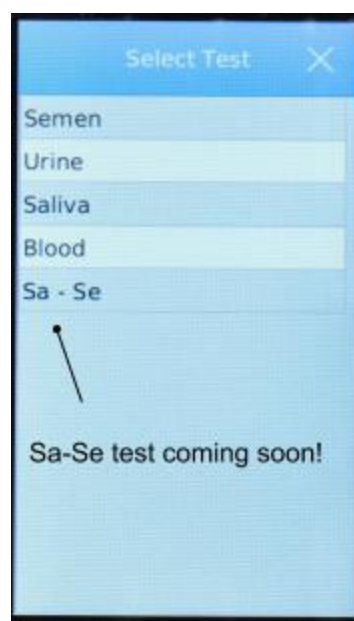 Select Test
Semen
Urine
Saliva
Blood
Sa - Se
Sa-Se test coming soon!